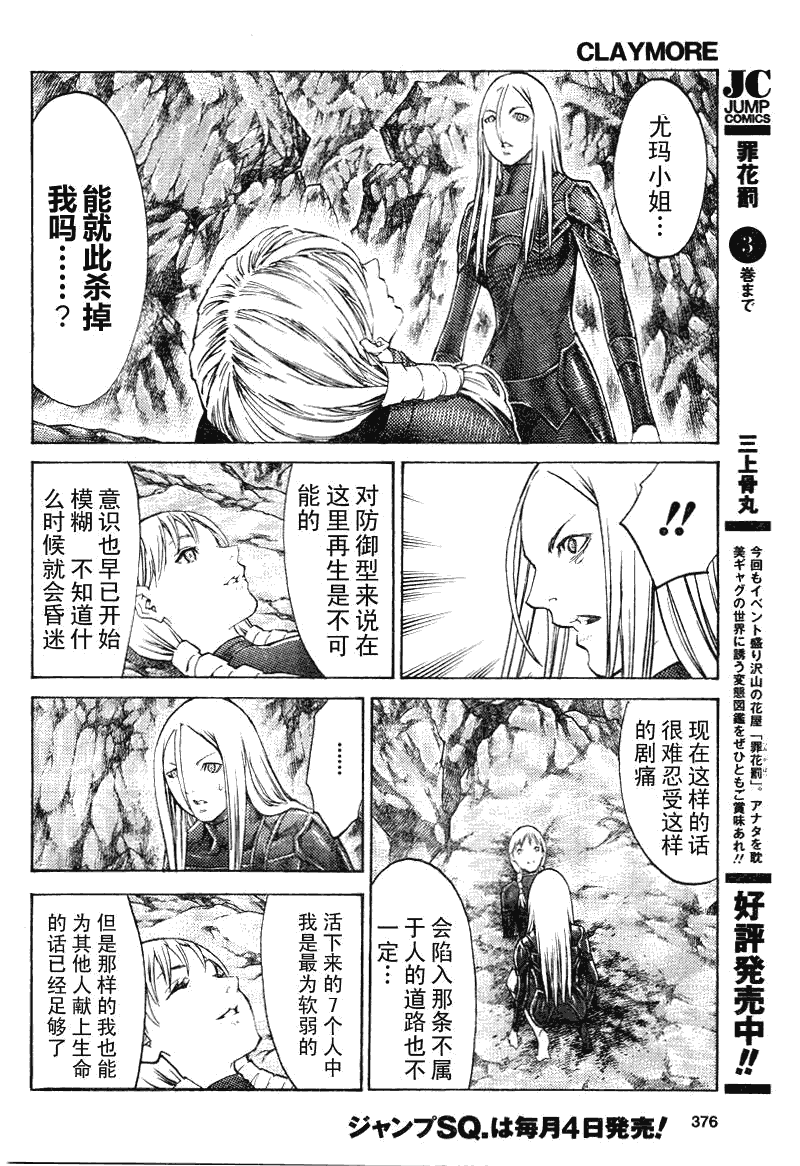 CLAYMORE
尤玛小姐…
能就此杀掉
我吗……？
!!
对防御型来说在
这里再生是不可
能的
意识也早已开始
模糊 不知道什
么时候就会昏迷
现在这样的话
很难忍受这样
的剧痛
会陷入那条不属
于人的道路也不
一定…
……
活下来的7个人中
我是最为软弱的
但是那样的我也能
为其他人献上生命
的话已经足够了
JC
JUMP
COMICS
罪花罰
3
巻まで
三上骨丸
今回もイベント盛り沢山の花屋「罪花罰」。アナタを耽
美ギャグの世界に誘う変態図鑑をぜひともご賞味あれ!!
好評発売中!!
ジャンプSQ.は毎月4日発売!
376